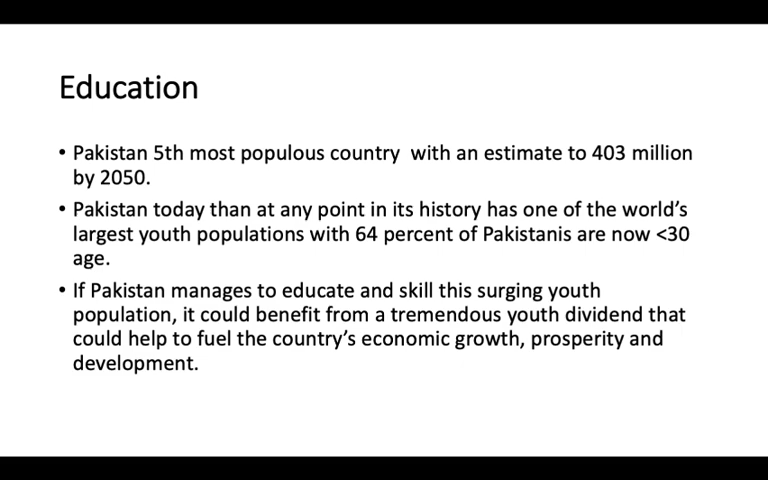 Education
• Pakistan 5th most populous country  with an estimate to 403 million
by 2050.
• Pakistan today than at any point in its history has one of the world’s
largest youth populations with 64 percent of Pakistanis are now <30
age.
• If Pakistan manages to educate and skill this surging youth
population, it could benefit from a tremendous youth dividend that
could help to fuel the country’s economic growth, prosperity and
development.